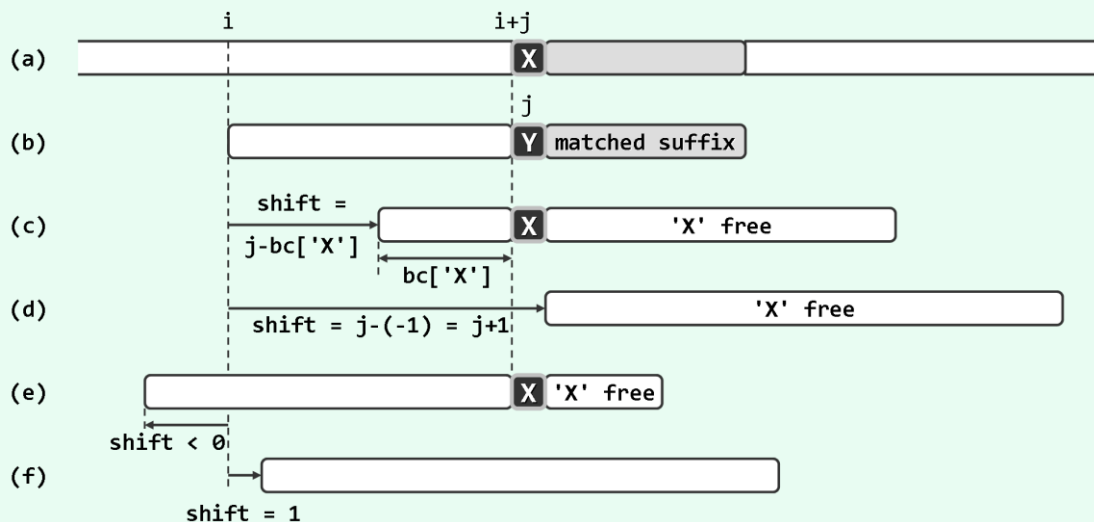 i i+j
(a) X
j
(b) Y matched suffix
shift =
(c) X 'X' free
j-bc['X']
bc['X']
(d) 'X' free
shift = j-(-1) = j+1
(e) X 'X' free
shift < 0
(f)
shift = 1